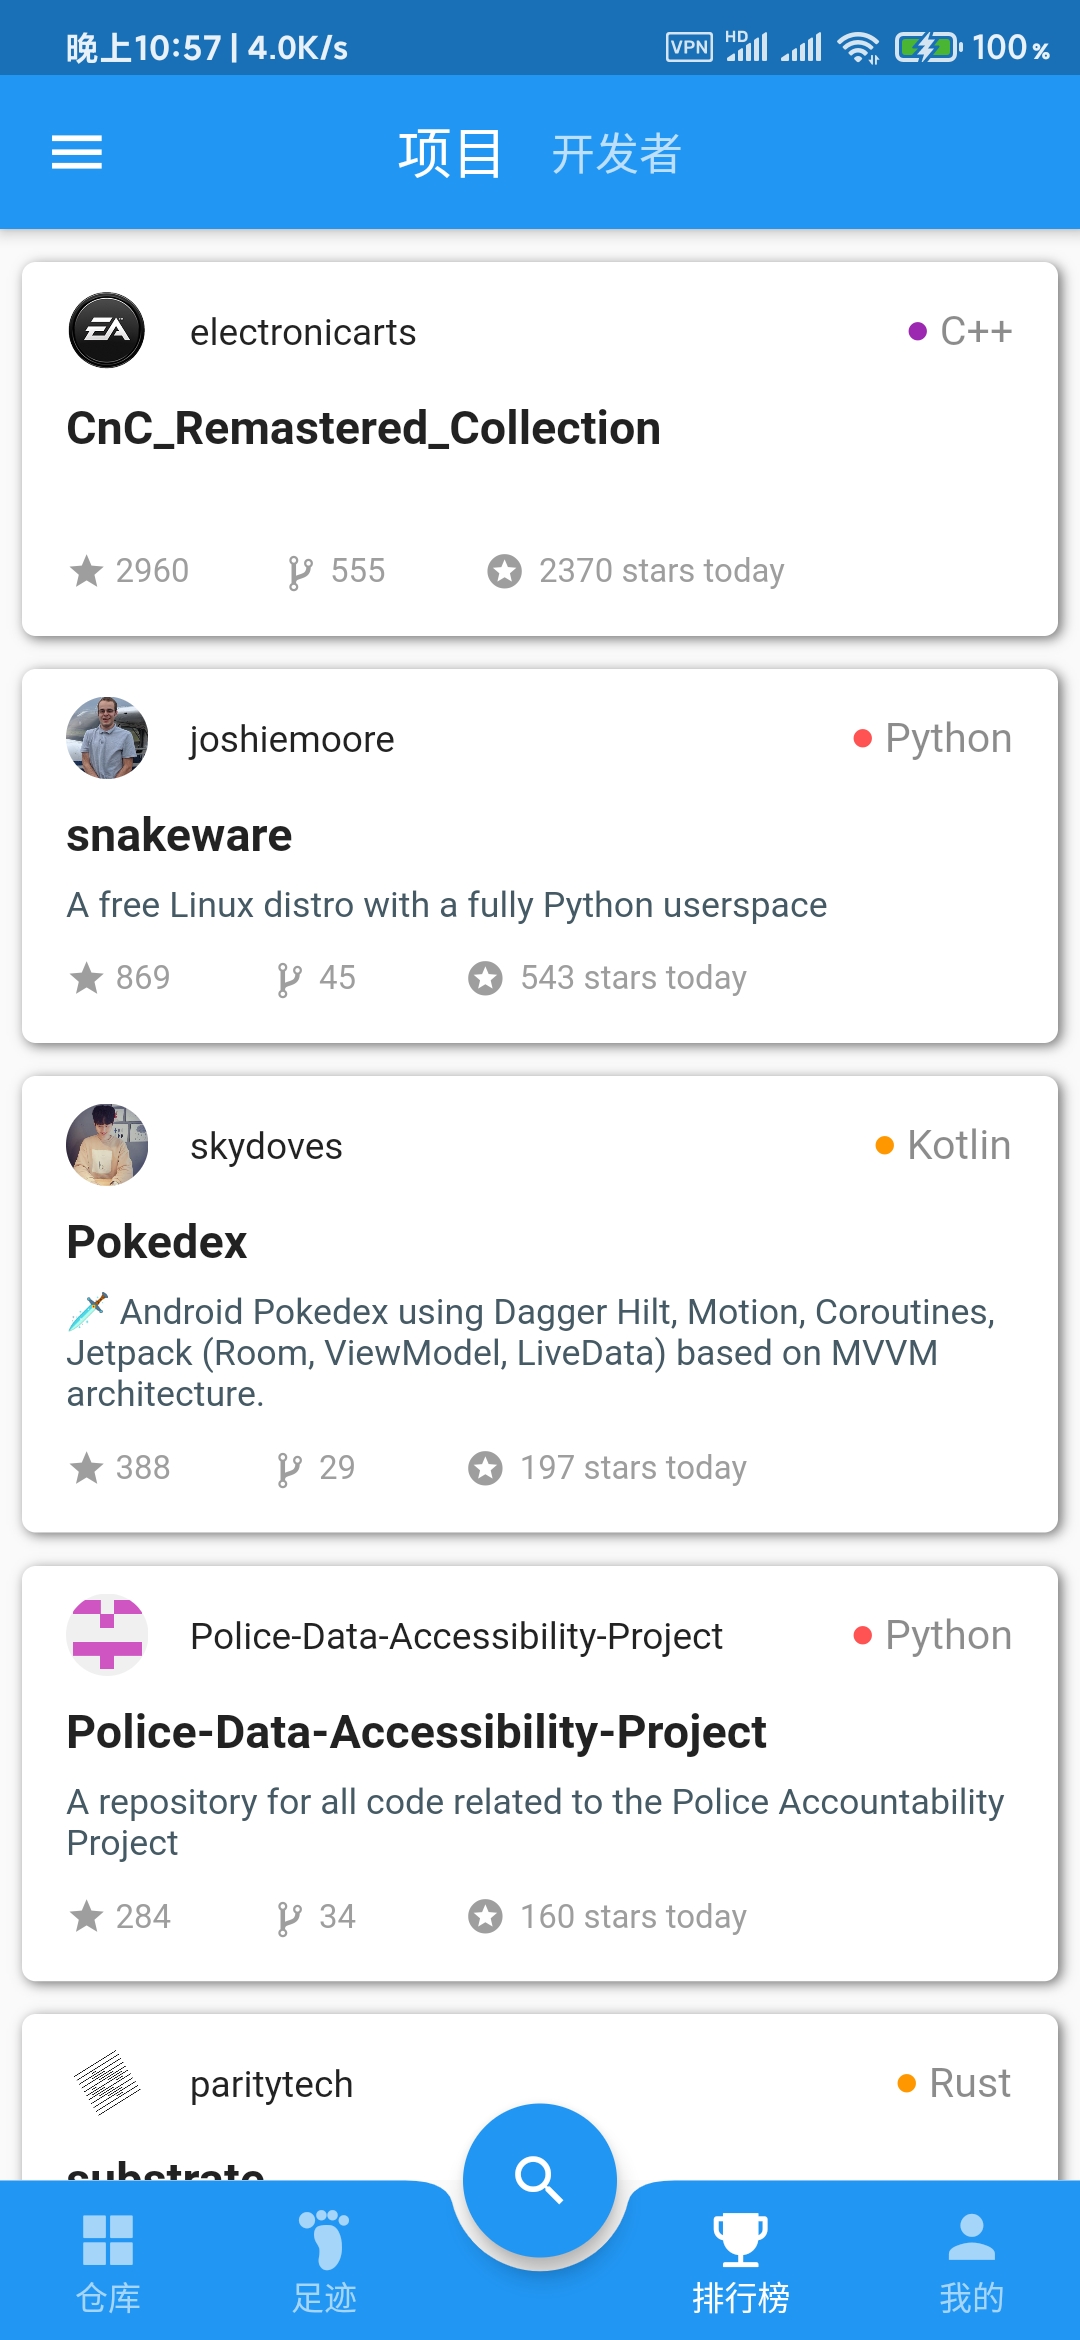 晚上10:57 | 4.0K/s VPN HD 100%
项目 开发者
EA electronicarts C++
CnC_Remastered_Collection
2960 555 2370 stars today
joshiemoore Python
snakeware
A free Linux distro with a fully Python userspace
869 45 543 stars today
skydoves Kotlin
Pokedex
🗡️ Android Pokedex using Dagger Hilt, Motion, Coroutines,
Jetpack (Room, ViewModel, LiveData) based on MVVM
architecture.
388 29 197 stars today
Police-Data-Accessibility-Project Python
Police-Data-Accessibility-Project
A repository for all code related to the Police Accountability
Project
284 34 160 stars today
paritytech Rust
substrate
仓库 足迹 排行榜 我的